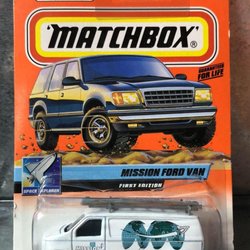 MATCHBOX
GUARANTEED
FOR LIFE
MISSION FORD VAN
FIRST EDITION
SPACE EXPLORER